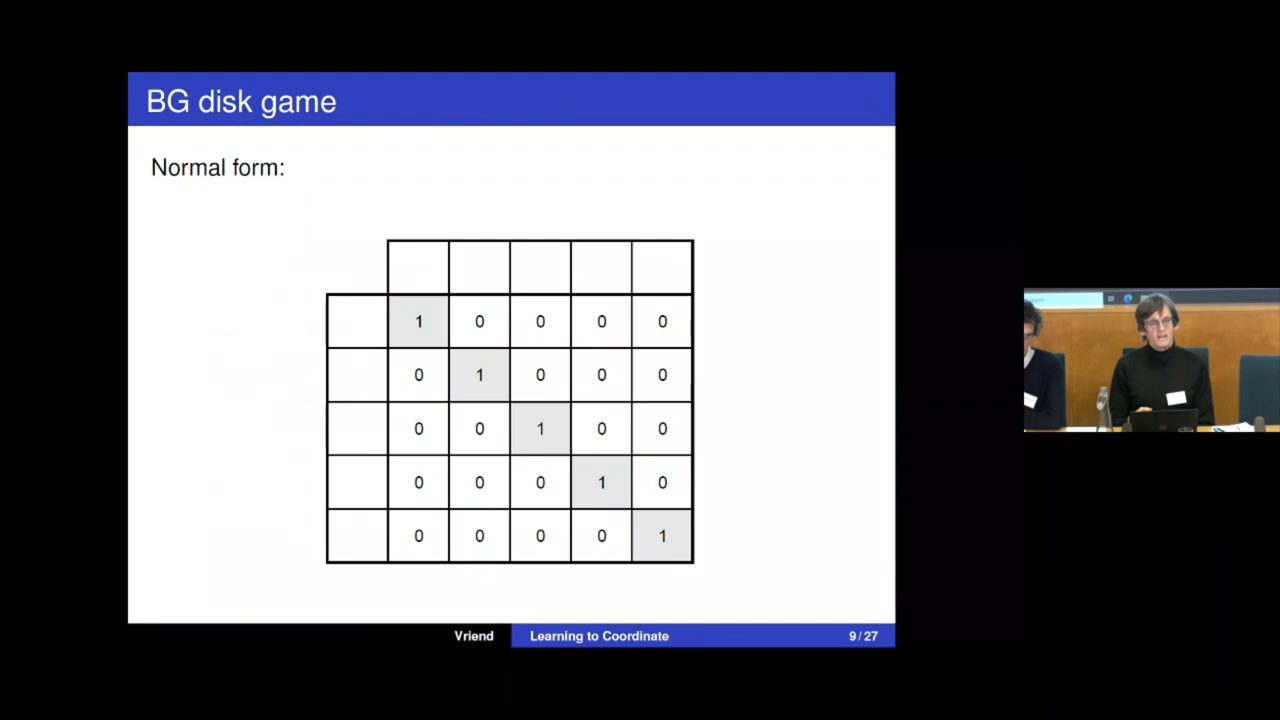 BG disk game
Normal form:
1 0 0 0 0
0 1 0 0 0
0 0 1 0 0
0 0 0 1 0
0 0 0 0 1
Vriend Learning to Coordinate 9 / 27